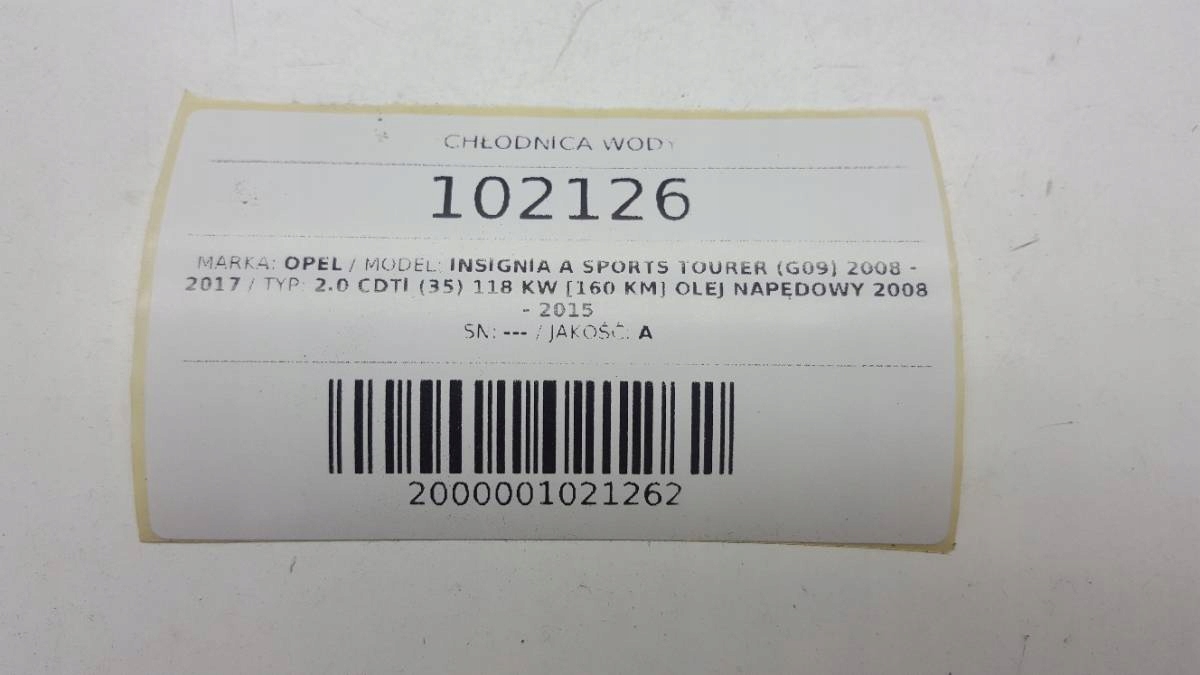 CHŁODNICA WODY
102126
MARKA: OPEL / MODEL: INSIGNIA A SPORTS TOURER (G09) 2008 -
2017 / TYP: 2.0 CDTI (35) 118 KW [160 KM] OLEJ NAPĘDOWY 2008
- 2015
SN: --- / JAKOŚĆ: A
2000001021262